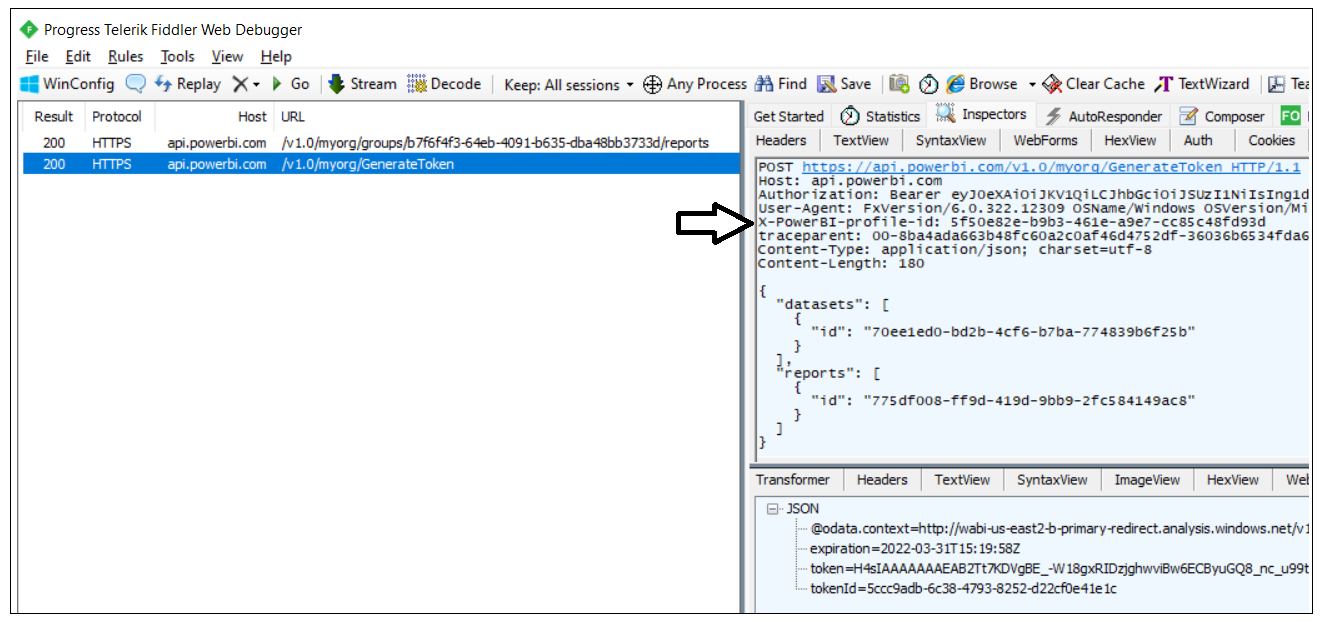 Progress Telerik Fiddler Web Debugger
File Edit Rules Tools View Help
WinConfig Replay Go Stream Decode Keep: All sessions Any Process Find Save Browse Clear Cache TextWizard Tea
Result Protocol Host URL
200 HTTPS api.powerbi.com /v1.0/myorg/groups/b7f6f4f3-64eb-4091-b635-dba48bb3733d/reports
200 HTTPS api.powerbi.com /v1.0/myorg/GenerateToken
Get Started Statistics Inspectors AutoResponder Composer FO
Headers TextView SyntaxView WebForms HexView Auth Cookies
POST https://api.powerbi.com/v1.0/myorg/GenerateToken HTTP/1.1
Host: api.powerbi.com
Authorization: Bearer eyJ0eXAiOiJKV1QiLCJhbGciOiJSUzI1NiIsIng1d
User-Agent: FxVersion/6.0.322.12309 OSName/Windows OSVersion/Mi
X-PowerBI-profile-id: 5f50e82e-b9b3-461e-a9e7-cc85c48fd93d
traceparent: 00-8ba4ada663b48fc60a2c0af46d4752df-36036b6534fda6
Content-Type: application/json; charset=utf-8
Content-Length: 180
{
"datasets": [
{
"id": "70ee1ed0-bd2b-4cf6-b7ba-774839b6f25b"
}
],
"reports": [
{
"id": "775df008-ff9d-419d-9bb9-2fc584149ac8"
}
]
}
Transformer Headers TextView SyntaxView ImageView HexView Web
JSON
@odata.context=http://wabi-us-east2-b-primary-redirect.analysis.windows.net/v1
expiration=2022-03-31T15:19:58Z
token=H4sIAAAAAAAEAB2Tt7KDVgBE_-W18gxRIDzjghwviBw6ECByuGQ8_nc_u99t
tokenId=5ccc9adb-6c38-4793-8252-d22cf0e41e1c